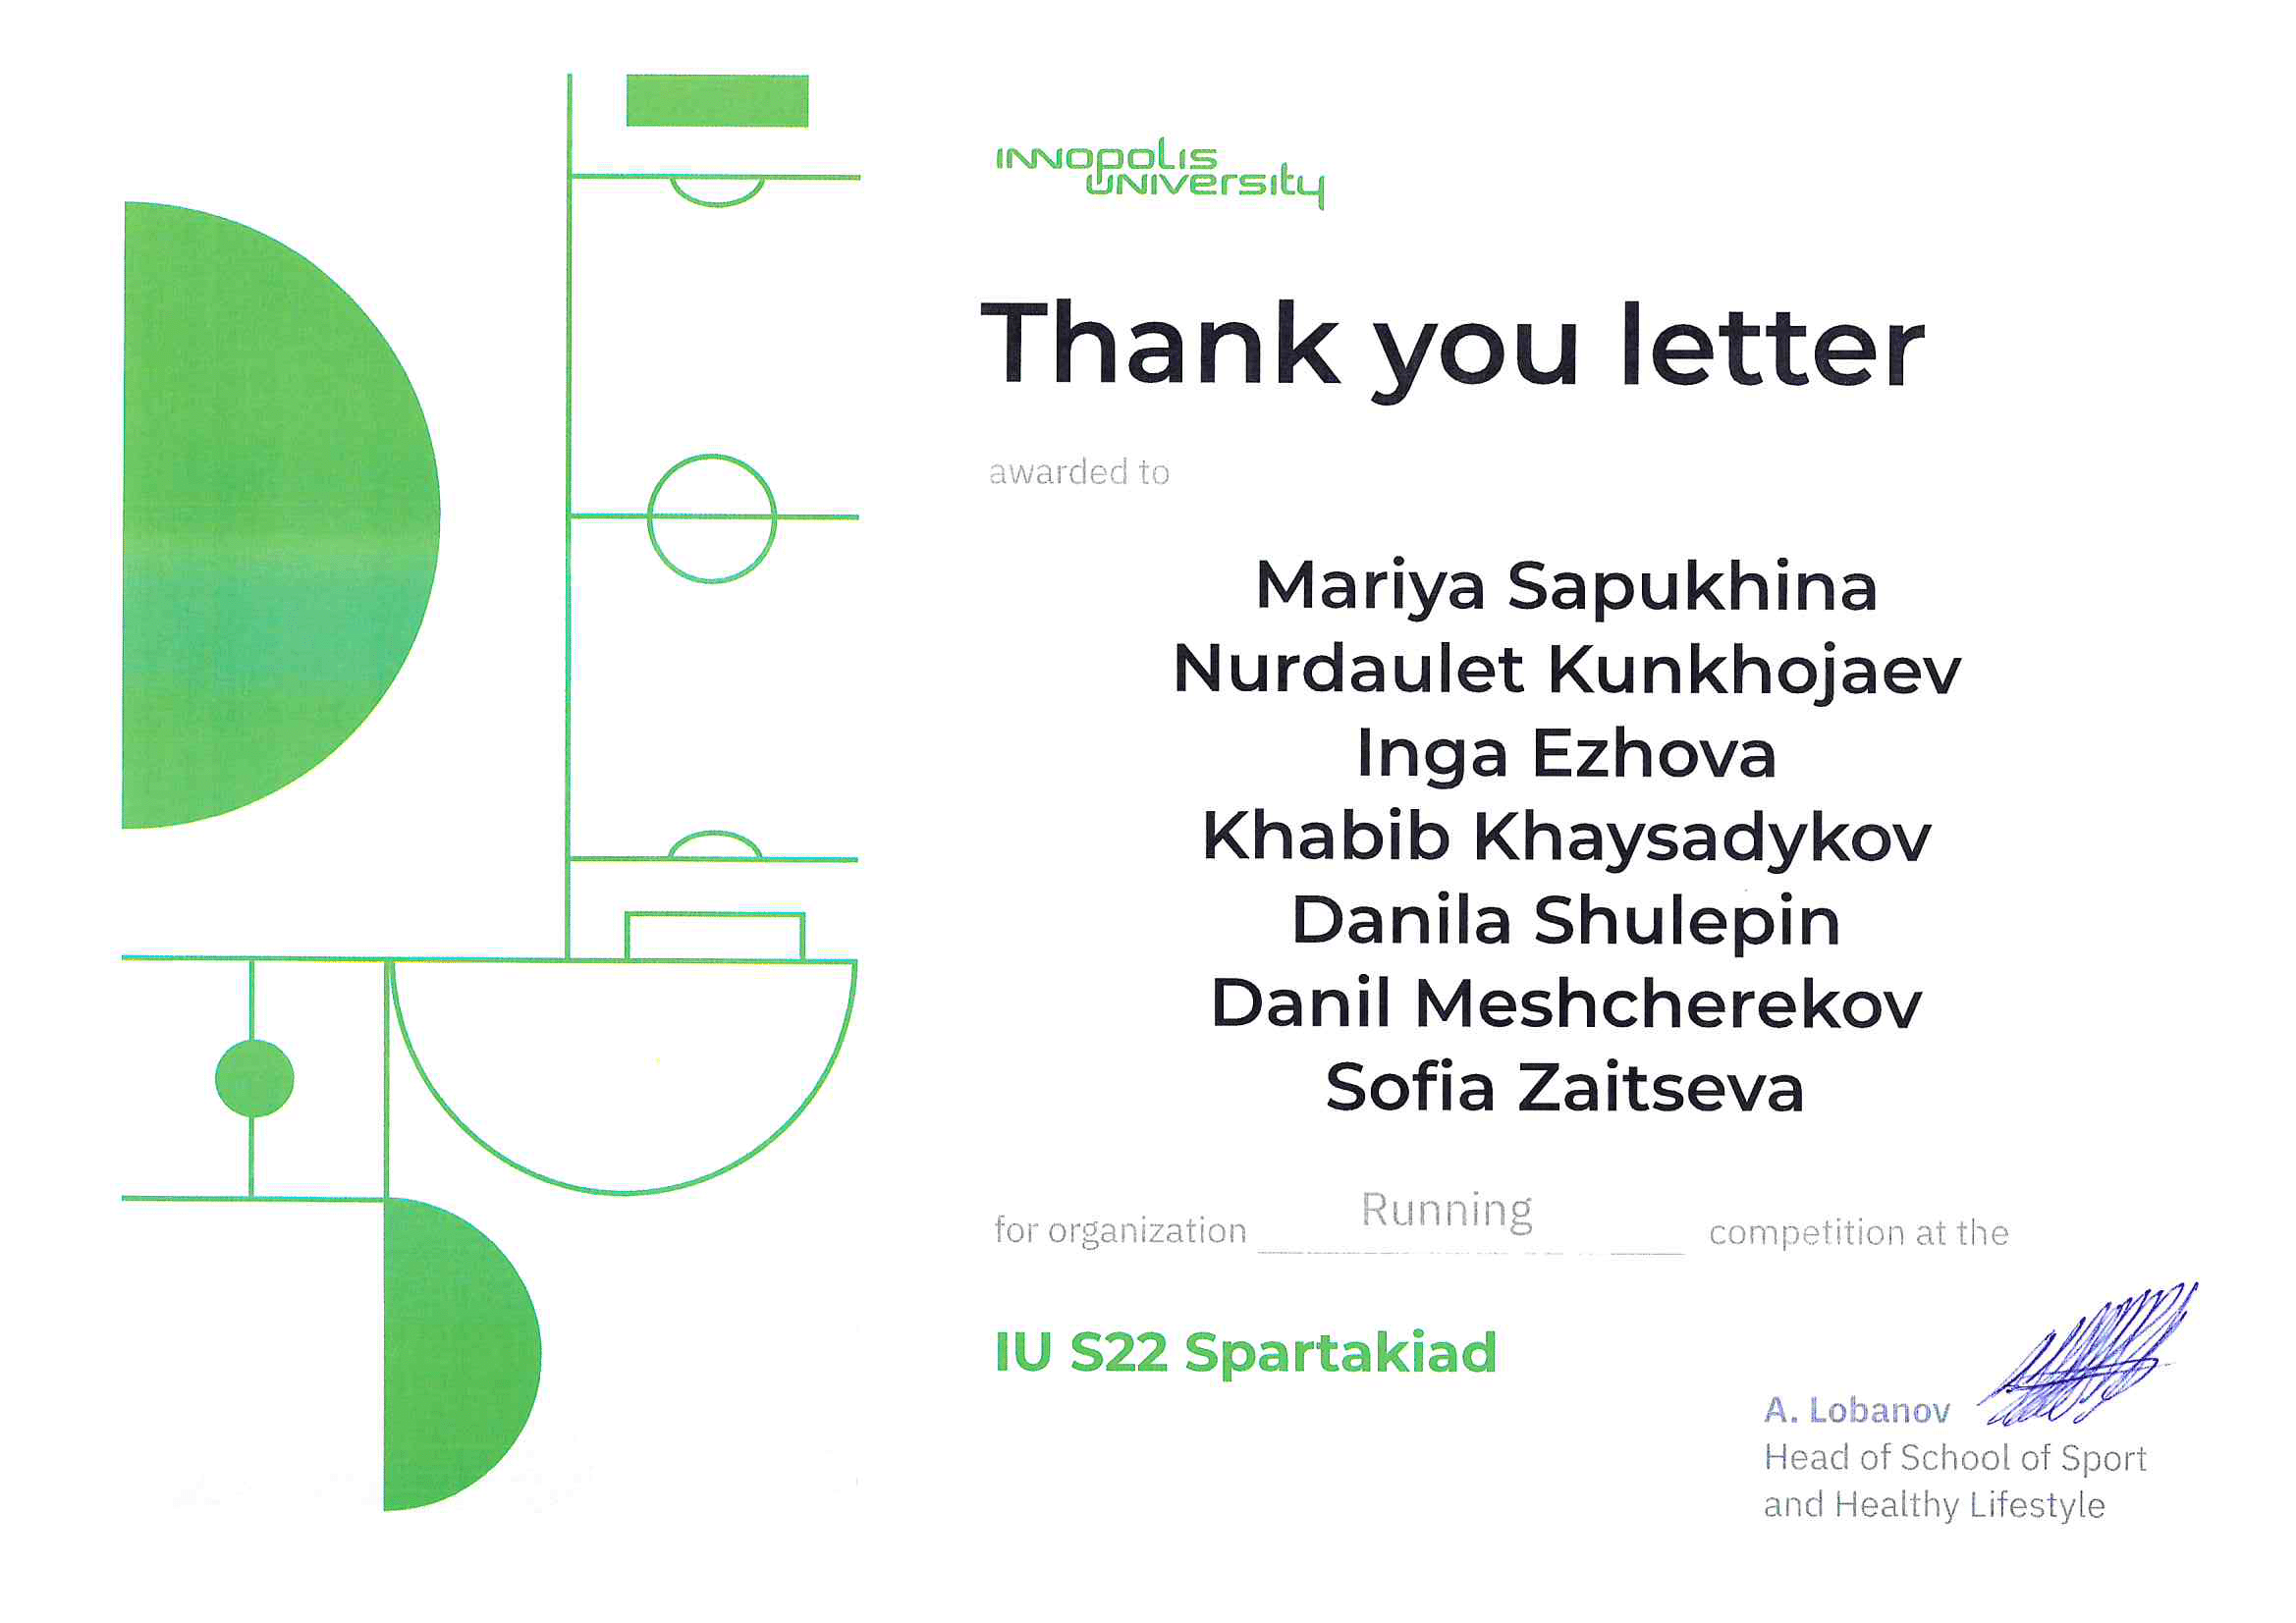 INNOPOLIS
UNIVERSITY
Thank you letter
awarded to
Mariya Sapukhina
Nurdaulet Kunkhojaev
Inga Ezhova
Khabib Khaysadykov
Danila Shulepin
Danil Meshcherekov
Sofia Zaitseva
for organization Running competition at the
IU S22 Spartakiad
A. Lobanov
Head of School of Sport
and Healthy Lifestyle